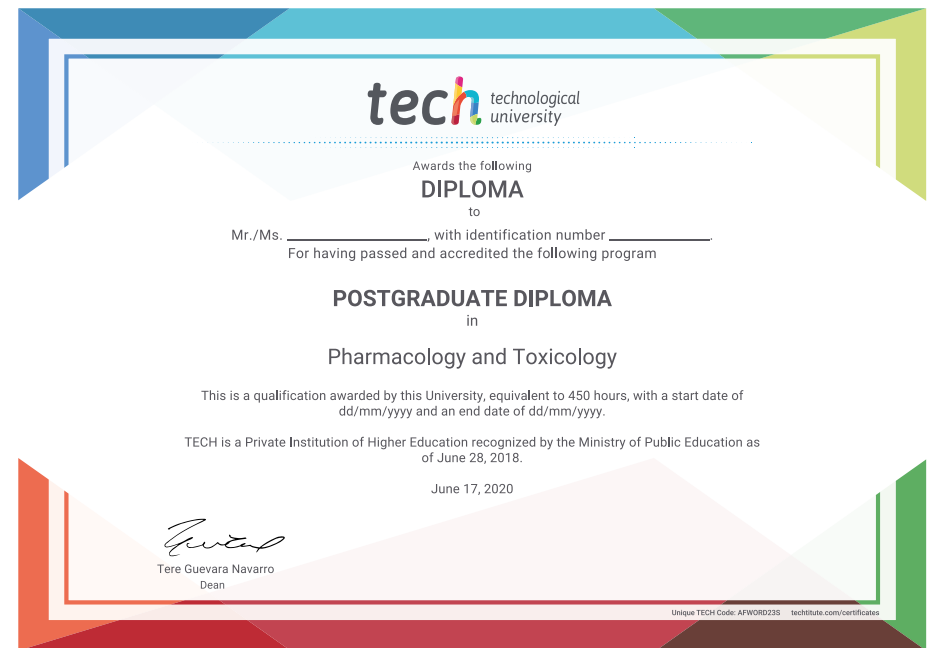 tech technological
university
Awards the following
DIPLOMA
to
Mr./Ms. ____________________, with identification number ______________.
For having passed and accredited the following program
POSTGRADUATE DIPLOMA
in
Pharmacology and Toxicology
This is a qualification awarded by this University, equivalent to 450 hours, with a start date of
dd/mm/yyyy and an end date of dd/mm/yyyy.
TECH is a Private Institution of Higher Education recognized by the Ministry of Public Education as
of June 28, 2018.
June 17, 2020
Tere Guevara Navarro
Dean
Unique TECH Code: AFWORD23S techtitute.com/certificates